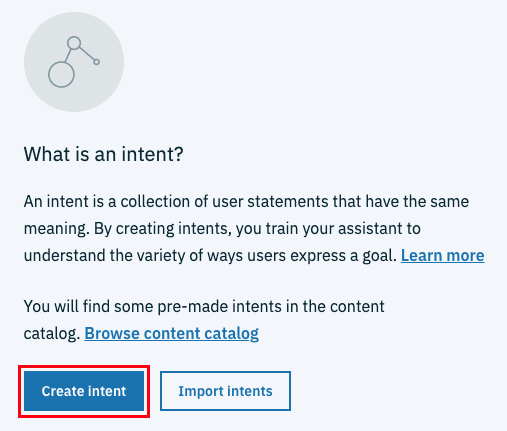 What is an intent?
An intent is a collection of user statements that have the same
meaning. By creating intents, you train your assistant to
understand the variety of ways users express a goal. Learn more
You will find some pre-made intents in the content
catalog. Browse content catalog
Create intent Import intents